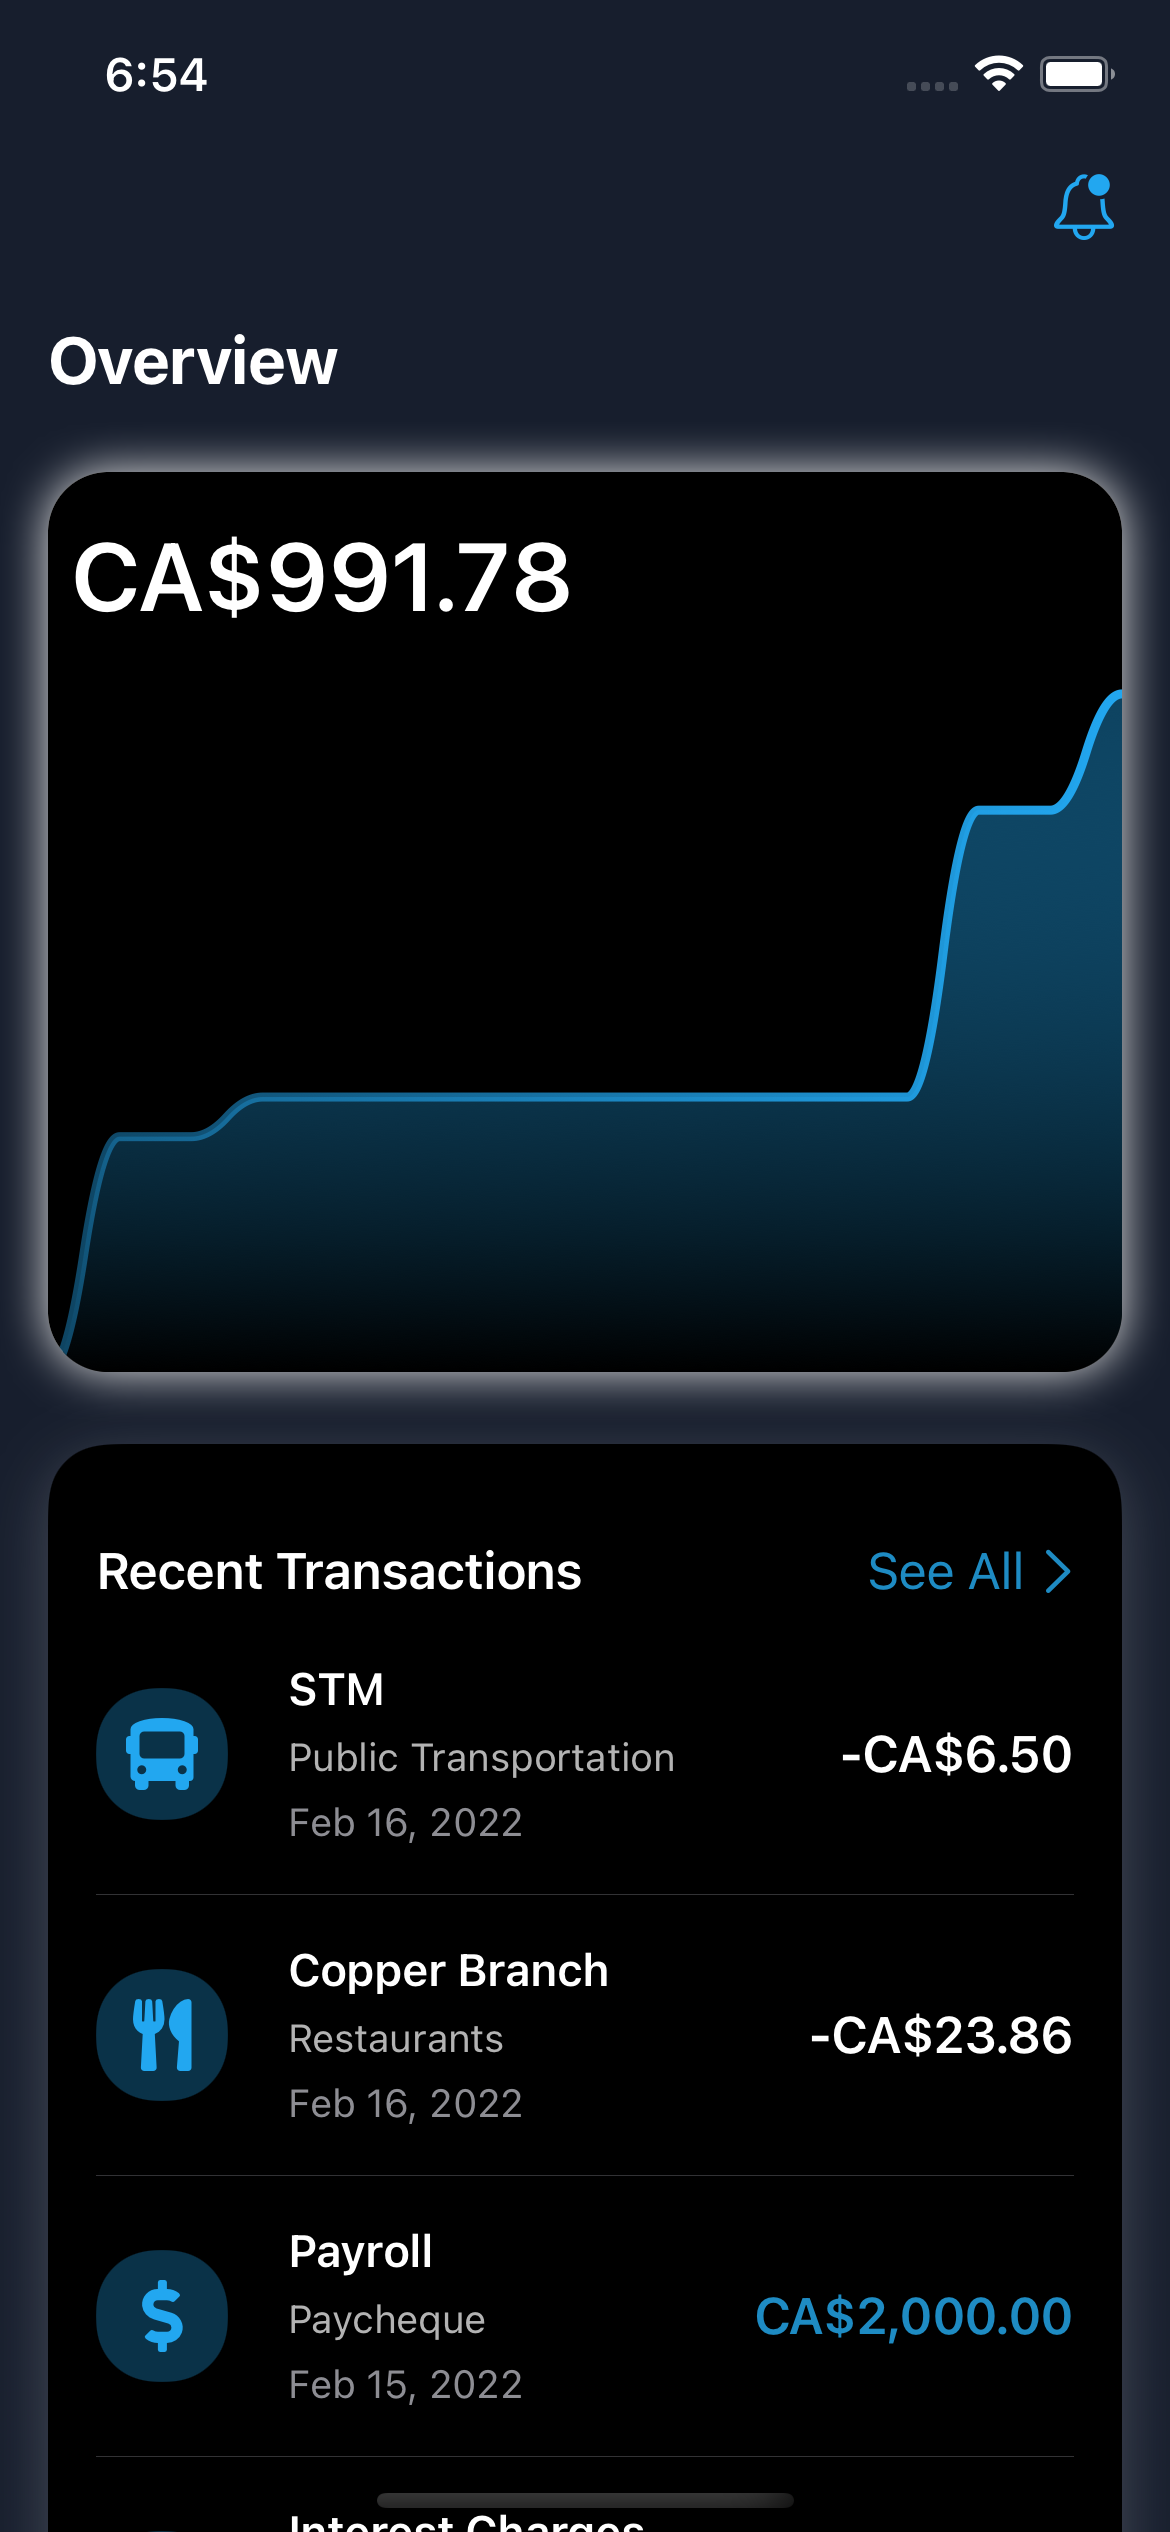 6:54
Overview
CA$991.78
Recent Transactions
See All
STM
Public Transportation
-CA$6.50
Feb 16, 2022
Copper Branch
Restaurants
-CA$23.86
Feb 16, 2022
Payroll
Paycheque
CA$2,000.00
Feb 15, 2022
Interest Charges